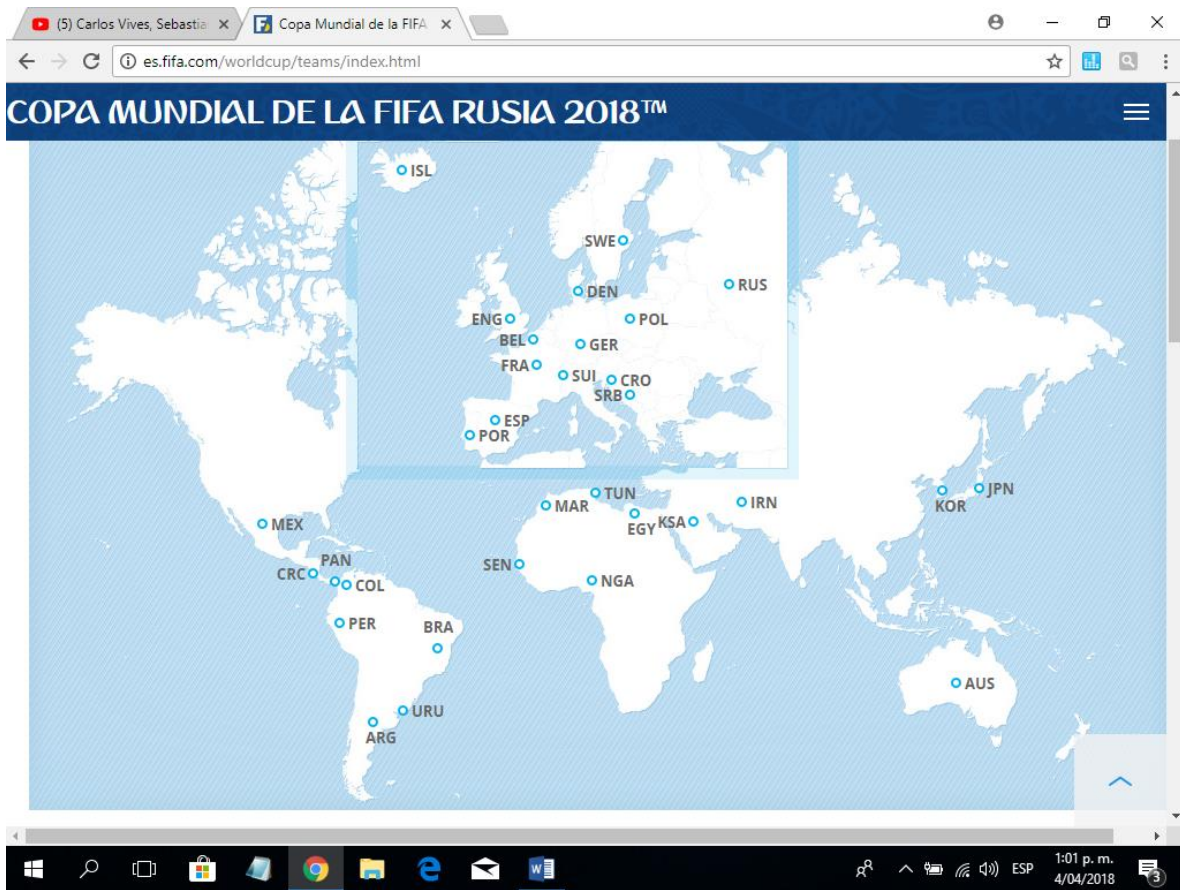 (5) Carlos Vives, Sebastia
Copa Mundial de la FIFA
es.fifa.com/worldcup/teams/index.html
COPA MUNDIAL DE LA FIFA RUSIA 2018™
ISL
SWE
DEN
RUS
ENG
POL
BEL
GER
FRA
SUI
CRO
SRB
ESP
POR
TUN
MAR
IRN
JPN
KOR
EGY
KSA
MEX
PAN
CRC
COL
SEN
NGA
PER
BRA
AUS
URU
ARG
ESP
1:01 p. m.
4/04/2018
3